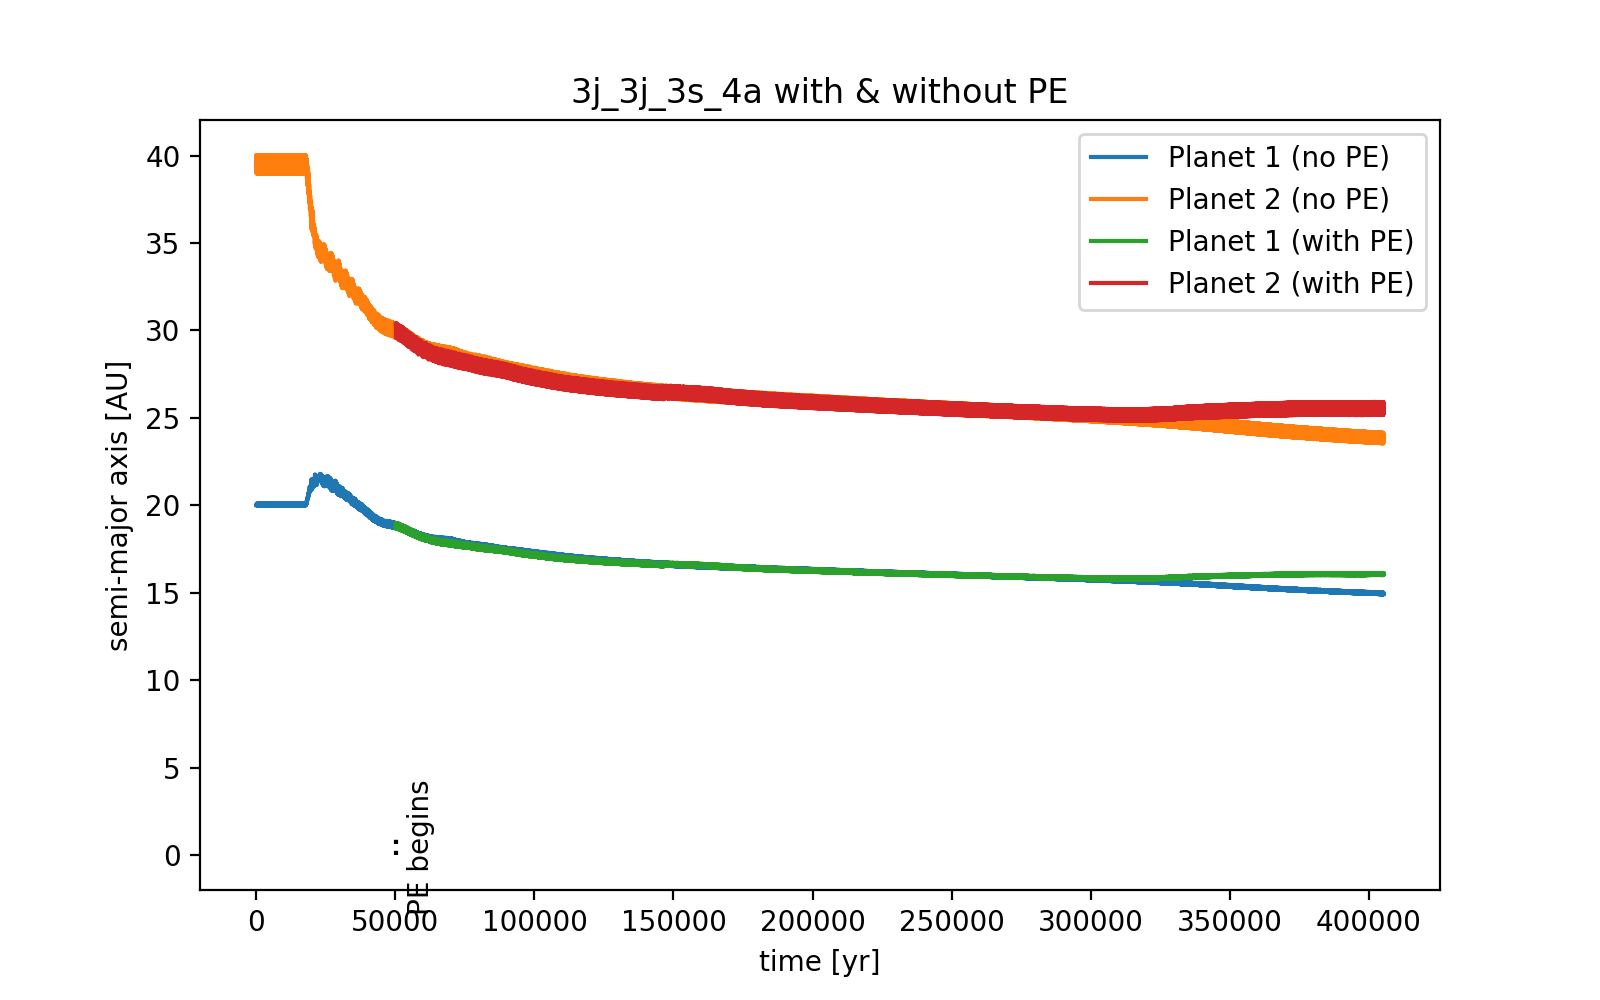 3j_3j_3s_4a with & without PE
Planet 1 (no PE)
Planet 2 (no PE)
Planet 1 (with PE)
Planet 2 (with PE)
semi-major axis [AU]
40
35
30
25
20
15
10
5
0
PE begins
0
50000
100000
150000
200000
250000
300000
350000
400000
time [yr]